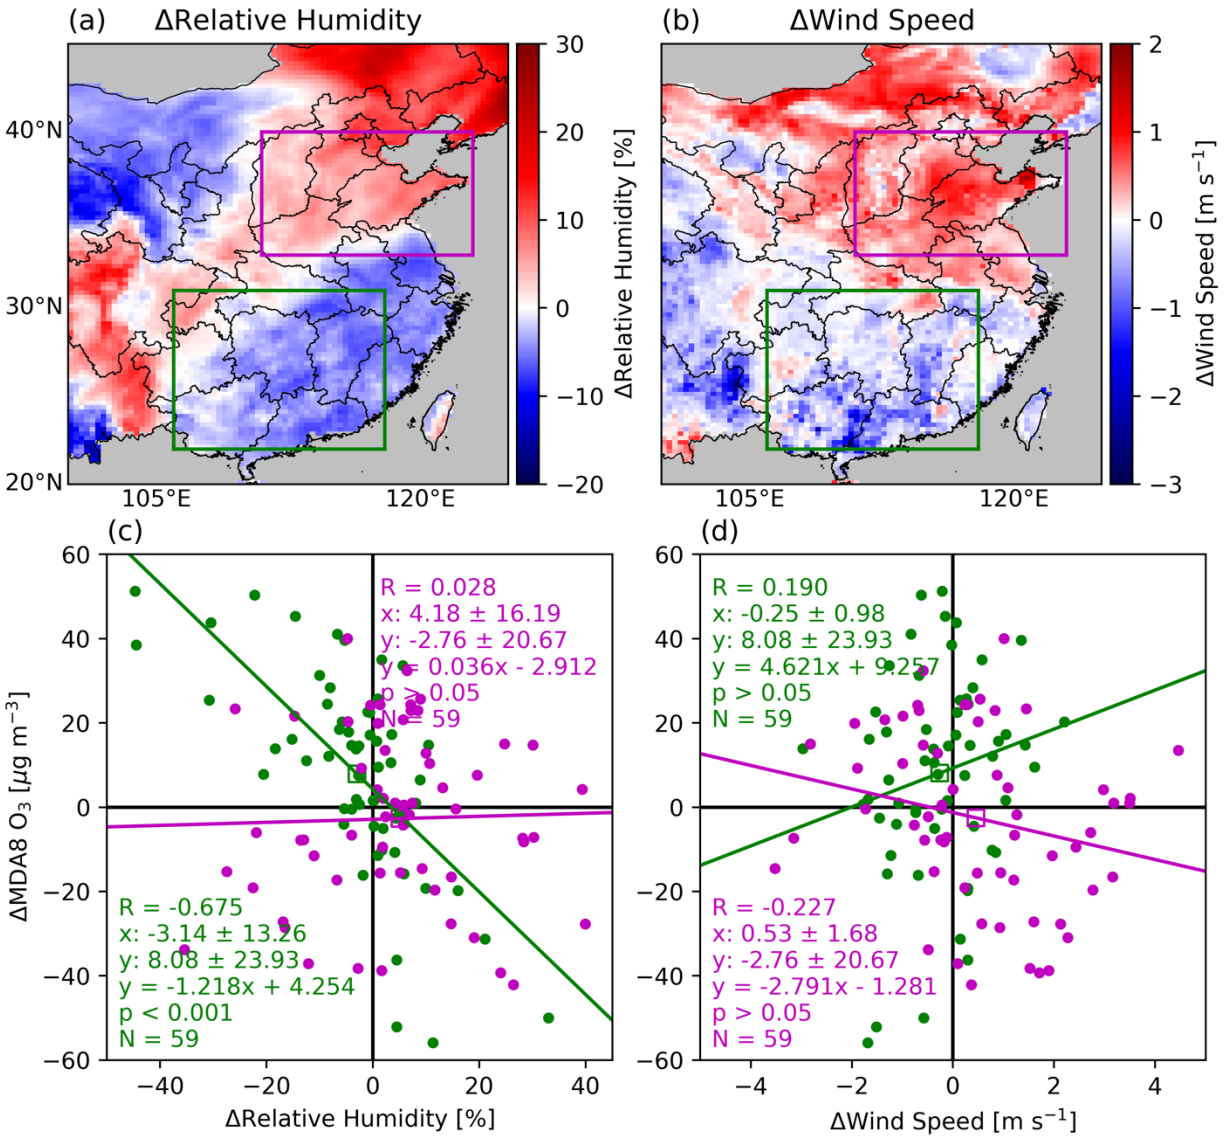 (a) ΔRelative Humidity
(b) ΔWind Speed
40°N
30°N
20°N
105°E
120°E
30
20
10
0
−10
−20
ΔRelative Humidity [%]
105°E
120°E
2
1
0
−1
−2
−3
ΔWind Speed [m s⁻¹]
(c)
60
40
20
0
−20
−40
−60
ΔMDA8 O₃ [μg m⁻³]
R = 0.028
x: 4.18 ± 16.19
y: -2.76 ± 20.67
y = 0.036x - 2.912
p > 0.05
N = 59
R = -0.675
x: -3.14 ± 13.26
y: 8.08 ± 23.93
y = -1.218x + 4.254
p < 0.001
N = 59
−40
−20
0
20
40
ΔRelative Humidity [%]
(d)
60
40
20
0
−20
−40
−60
R = 0.190
x: -0.25 ± 0.98
y: 8.08 ± 23.93
y = 4.621x + 9.257
p > 0.05
N = 59
R = -0.227
x: 0.53 ± 1.68
y: -2.76 ± 20.67
y = -2.791x - 1.281
p > 0.05
N = 59
−4
−2
0
2
4
ΔWind Speed [m s⁻¹]